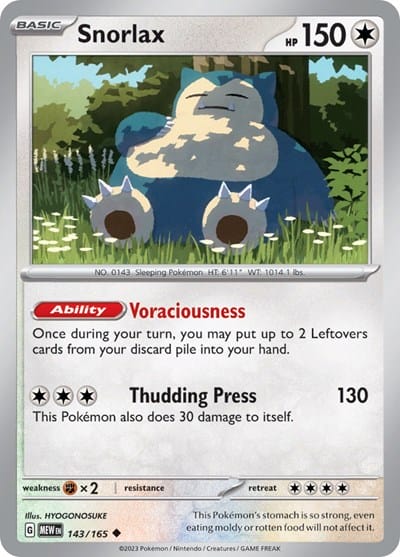 BASIC Snorlax HP 150
NO. 0143 Sleeping Pokémon HT: 6'11" WT: 1014.1 lbs.
Ability Voraciousness
Once during your turn, you may put up to 2 Leftovers
cards from your discard pile into your hand.
Thudding Press 130
This Pokémon also does 30 damage to itself.
weakness ×2 resistance retreat
Illus. HYOGONOSUKE
G MEW EN 143/165
This Pokémon's stomach is so strong,
even eating moldy or rotten food will not affect it.
©2023 Pokémon / Nintendo / Creatures / GAME FREAK